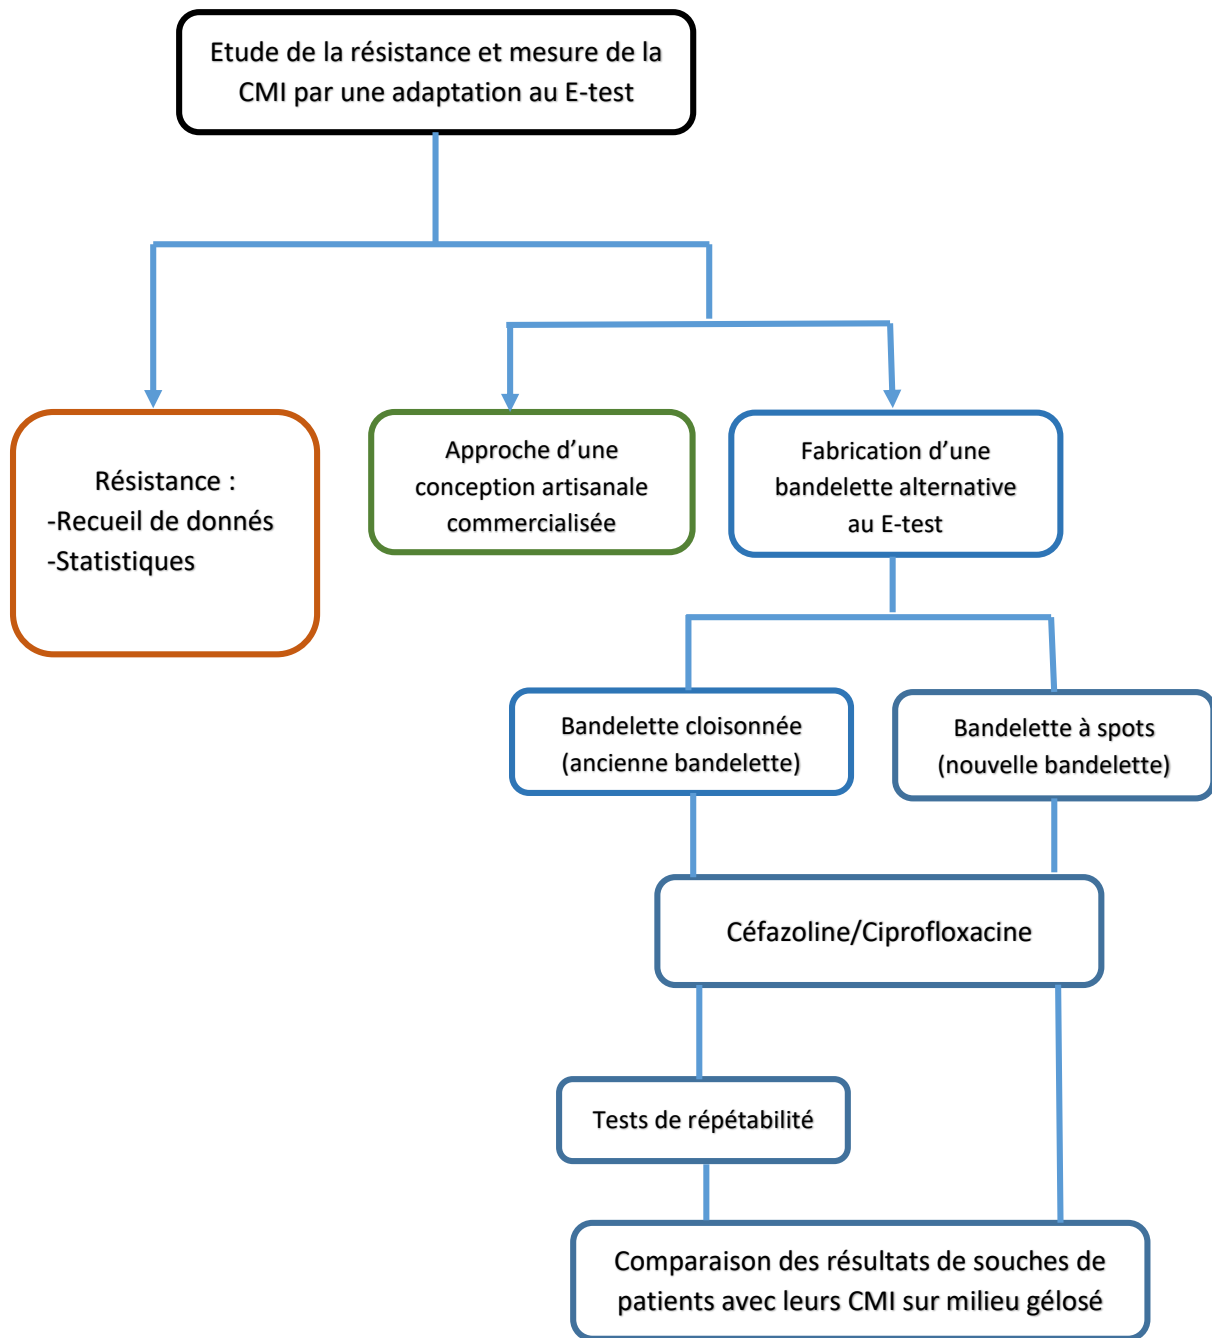 Etude de la résistance et mesure de la
CMI par une adaptation au E-test
Résistance :
-Recueil de donnés
-Statistiques
Approche d’une
conception artisanale
commercialisée
Fabrication d’une
bandelette alternative
au E-test
Bandelette cloisonnée
(ancienne bandelette)
Bandelette à spots
(nouvelle bandelette)
Céfazoline/Ciprofloxacine
Tests de répétabilité
Comparaison des résultats de souches de
patients avec leurs CMI sur milieu gélosé